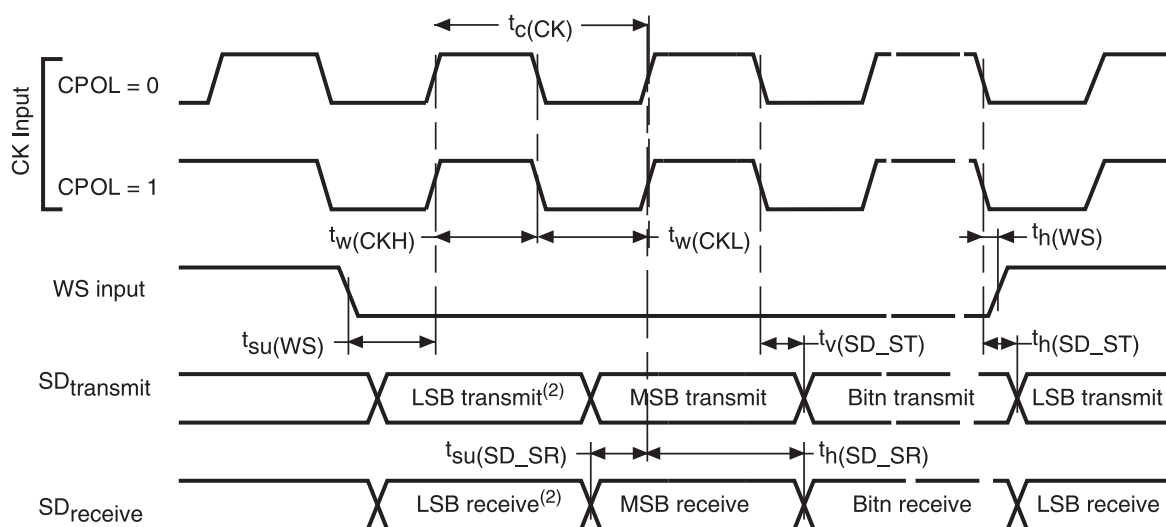 tc(CK)
CK Input
CPOL = 0
CPOL = 1
tw(CKH)
tw(CKL)
th(WS)
WS input
tsu(WS)
tv(SD_ST)
th(SD_ST)
SDtransmit
LSB transmit(2)
MSB transmit
Bitn transmit
LSB transmit
tsu(SD_SR)
th(SD_SR)
SDreceive
LSB receive(2)
MSB receive
Bitn receive
LSB receive